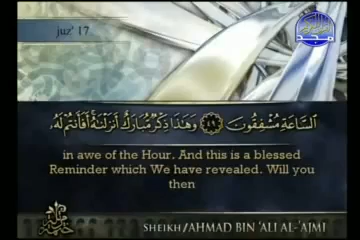 juz' 17
ٱلسَّاعَةِ مُشْفِقُونَ ﴿٤٩﴾ وَهَٰذَا ذِكْرٌ مُّبَارَكٌ أَنزَلْنَٰهُ ۚ أَفَأَنتُمْ لَهُۥ
in awe of the Hour. And this is a blessed
Reminder which We have revealed. Will you
then
SHEIKH/AHMAD BIN 'ALI AL-'AJMI